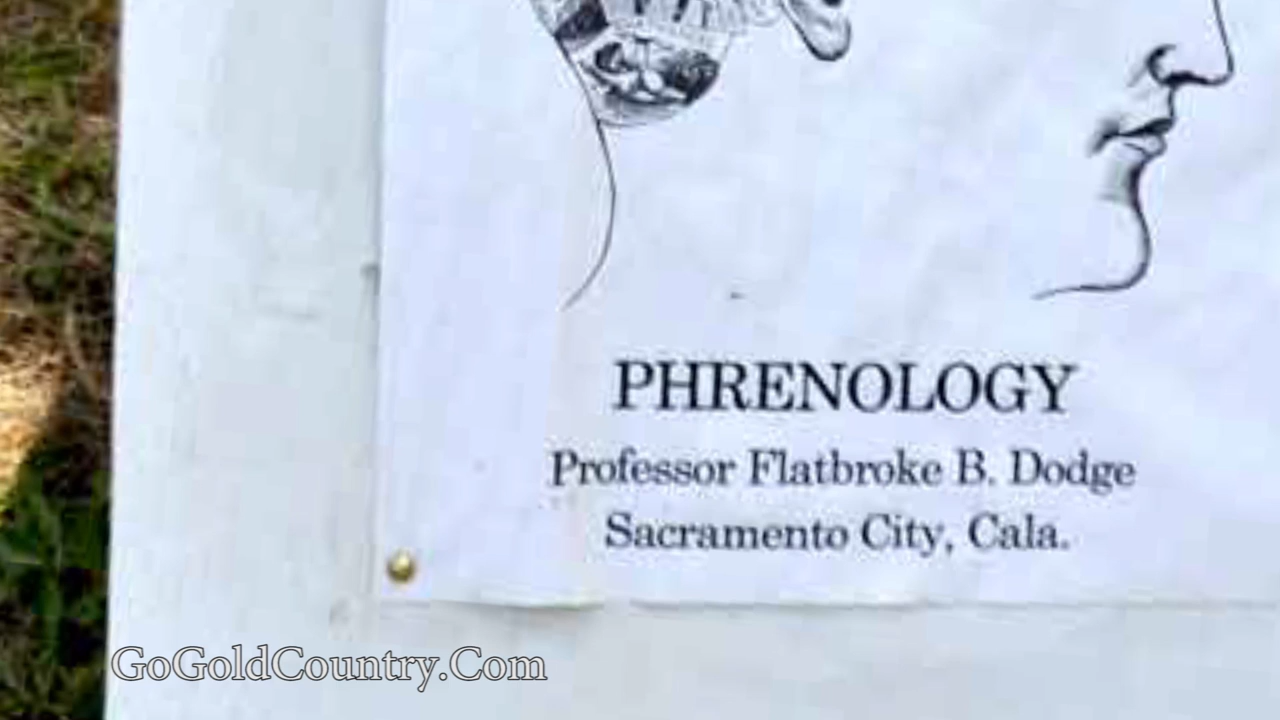 PHRENOLOGY
Professor Flatbroke B. Dodge
Sacramento City, Cala.
GoGoldCountry.Com